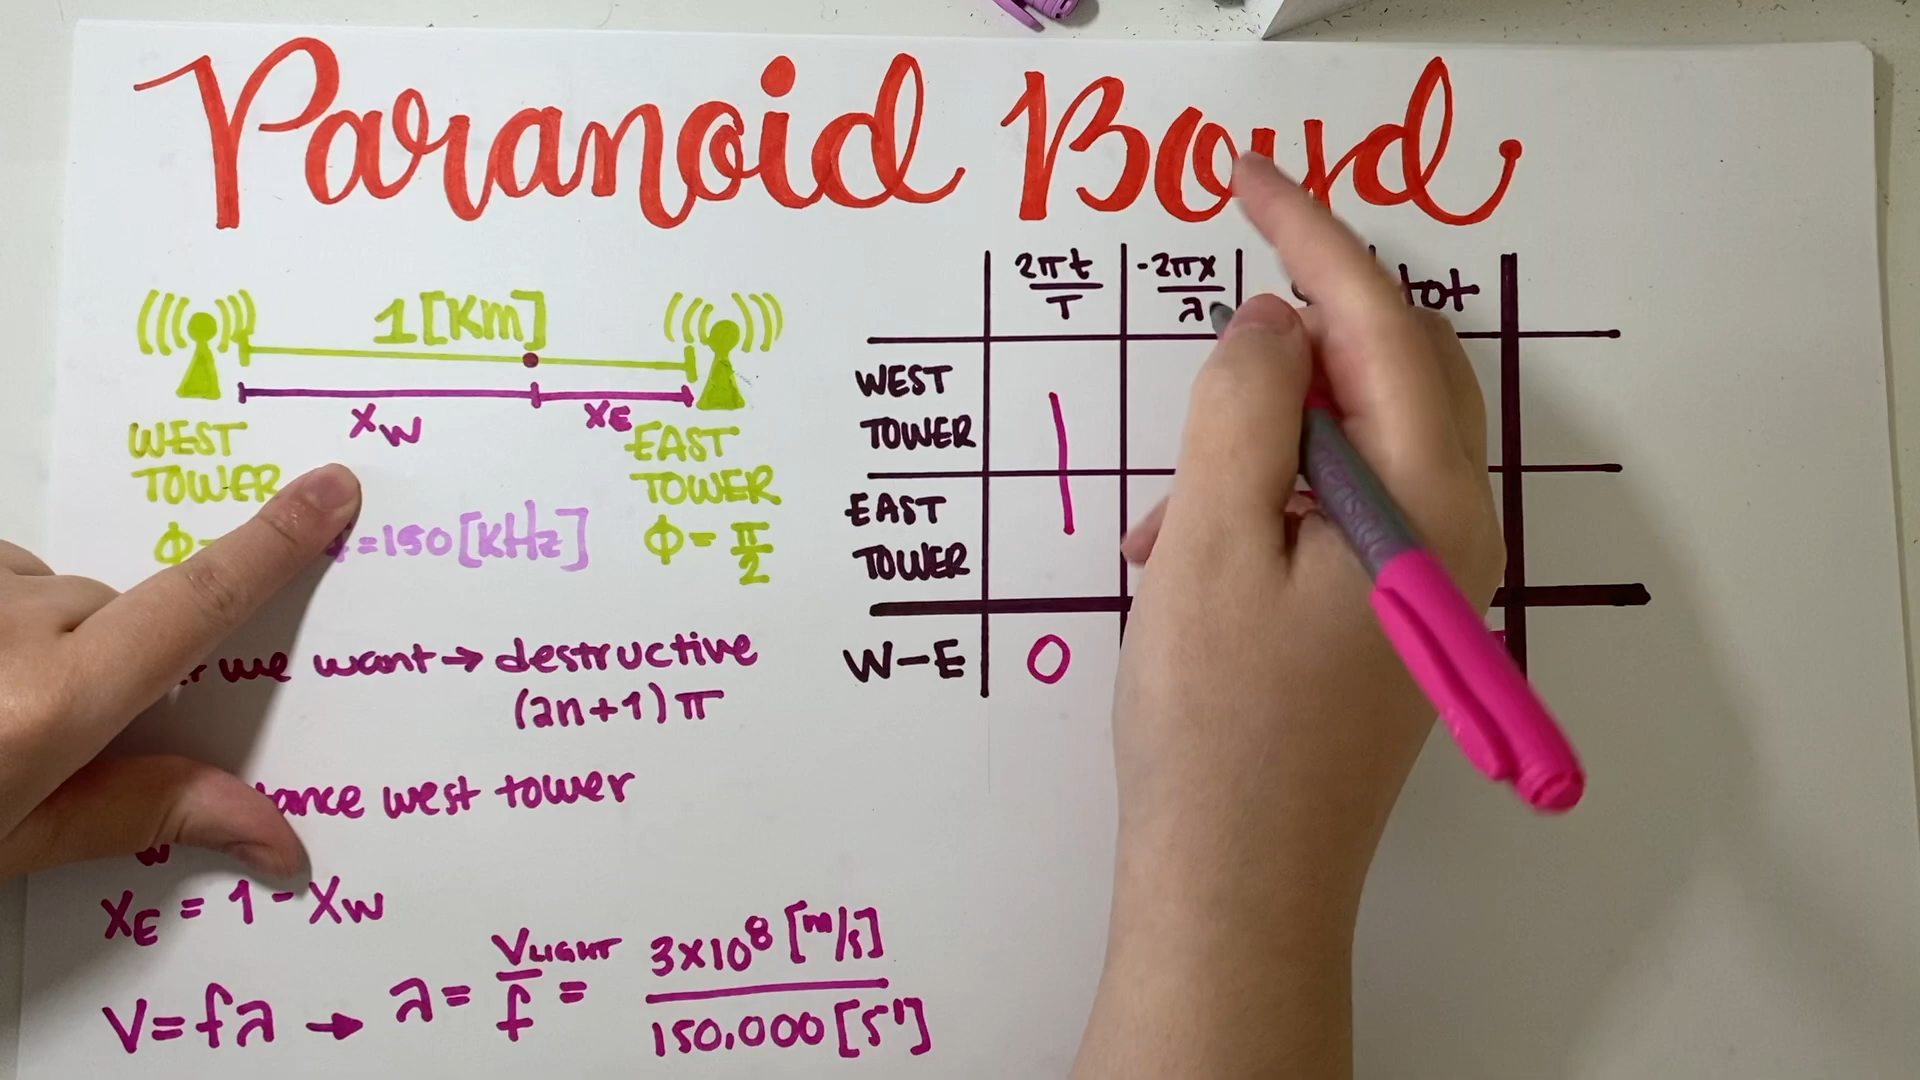 Paranoid Boyd
1 [Km]
xW
xE
WEST
TOWER
EAST
TOWER
Φ=
=150 [KHz]
Φ= π/2
we want → destructive
(2n+1) π
west tower
w
xE = 1 - xW
v=fλ → λ = VLIGHT/f = 3x10^8 [m/s] / 150.000 [s^1]
2πt/T
-2πx/λ
tot
WEST
TOWER
EAST
TOWER
W-E
0